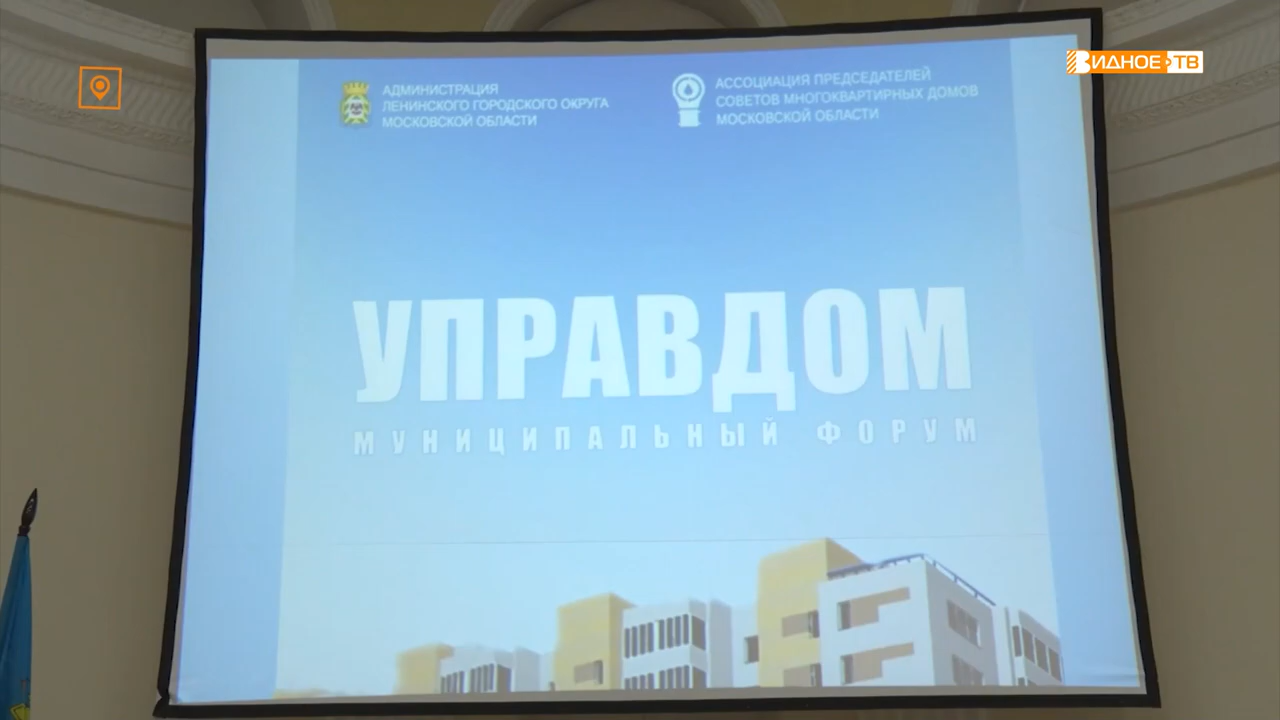 ВИДНОЕ ТВ
АДМИНИСТРАЦИЯ
ЛЕНИНСКОГО ГОРОДСКОГО ОКРУГА
МОСКОВСКОЙ ОБЛАСТИ
АССОЦИАЦИЯ ПРЕДСЕДАТЕЛЕЙ
СОВЕТОВ МНОГОКВАРТИРНЫХ ДОМОВ
МОСКОВСКОЙ ОБЛАСТИ
УПРАВДОМ
МУНИЦИПАЛЬНЫЙ ФОРУМ